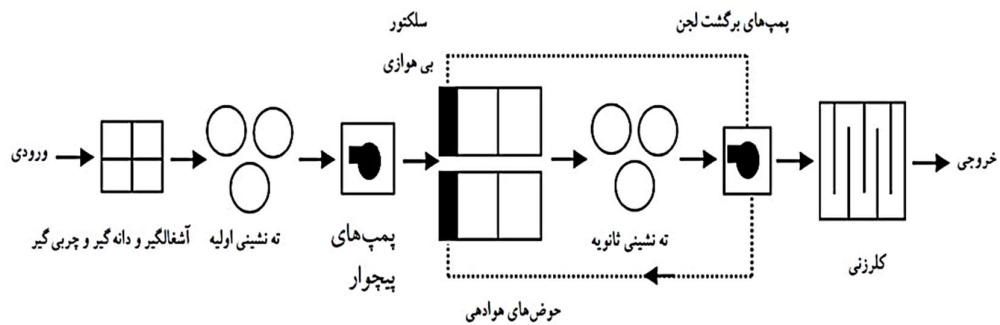 پمپ‌های برگشت لجن
سلکتور
بی هوازی
ورودی
خروجی
آشغالگیر و دانه گیر و چربی گیر
ته نشینی اولیه
پمپ‌های
پیچوار
ته نشینی ثانویه
کلرزنی
حوض‌های هوادهی